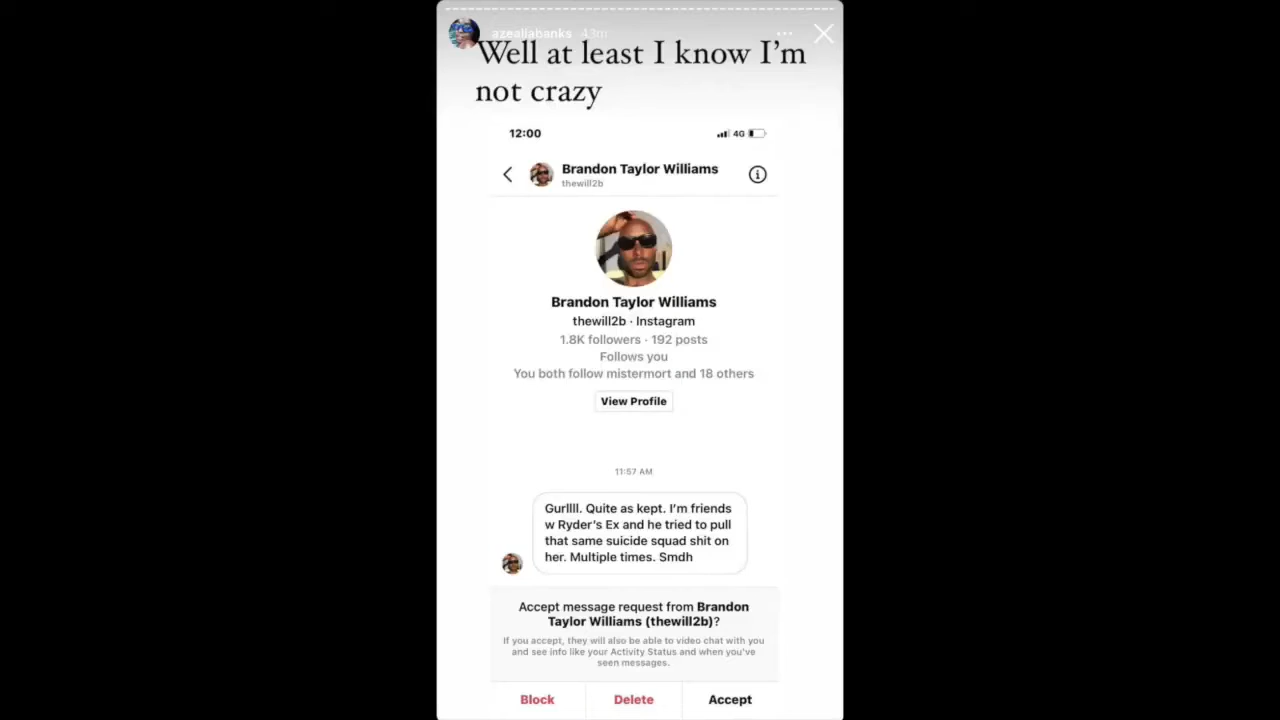 azealiabanks 43m
Well at least I know I'm
not crazy
12:00
4G
Brandon Taylor Williams
thewill2b
Brandon Taylor Williams
thewill2b · Instagram
1.8K followers · 192 posts
Follows you
You both follow mistermort and 18 others
View Profile
11:57 AM
Gurllll. Quite as kept. I'm friends
w Ryder's Ex and he tried to pull
that same suicide squad shit on
her. Multiple times. Smdh
Accept message request from Brandon
Taylor Williams (thewill2b)?
If you accept, they will also be able to video chat with you
and see info like your Activity Status and when you've
seen messages.
Block Delete Accept